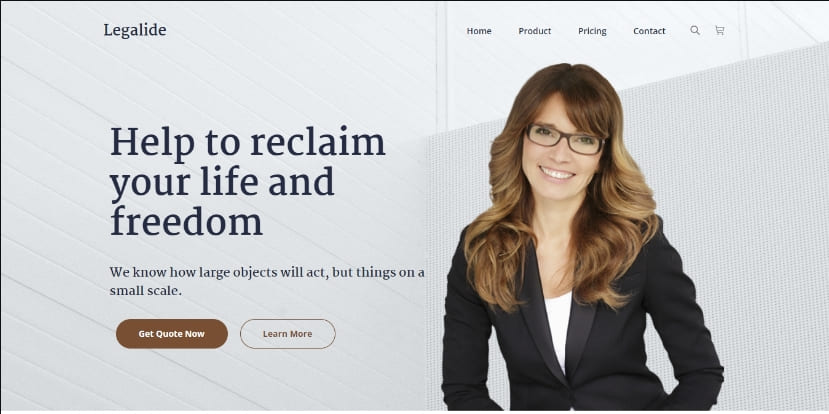 Legalide
Home Product Pricing Contact
Help to reclaim
your life and
freedom
We know how large objects will act, but things on a
small scale.
Get Quote Now Learn More